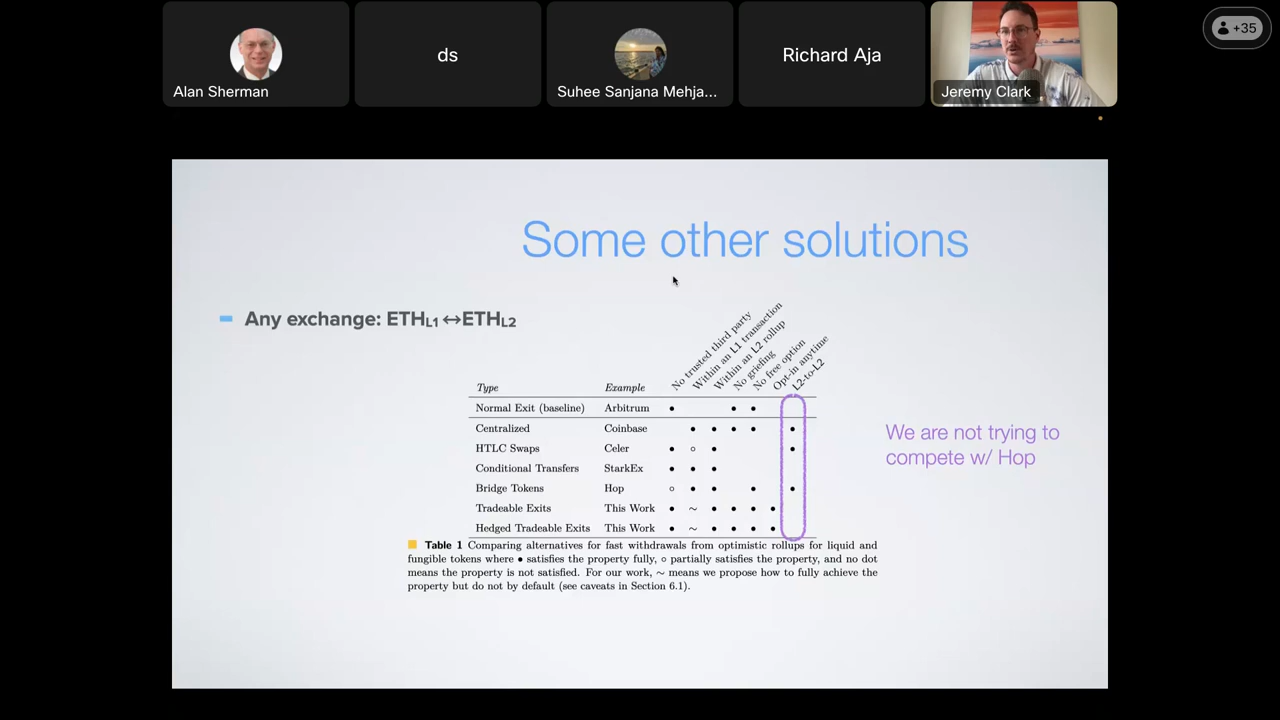 Alan Sherman
ds
Suhee Sanjana Mehja...
Richard Aja
Jeremy Clark
+35
Some other solutions
Any exchange: ETHL1↔ETHL2
No trusted third party
Within an L1 transaction
Within an L2 rollup
No griefing
No free option
Opt-in anytime
L2-to-L2
Type Example
Normal Exit (baseline) Arbitrum • • •
Centralized Coinbase • • • • •
HTLC Swaps Celer • ○ • •
Conditional Transfers StarkEx • • •
Bridge Tokens Hop ○ • • • •
Tradeable Exits This Work • ~ • • • •
Hedged Tradeable Exits This Work • ~ • • • •
We are not trying to
compete w/ Hop
Table 1 Comparing alternatives for fast withdrawals from optimistic rollups for liquid and
fungible tokens where • satisfies the property fully, ○ partially satisfies the property, and no dot
means the property is not satisfied. For our work, ~ means we propose how to fully achieve the
property but do not by default (see caveats in Section 6.1).